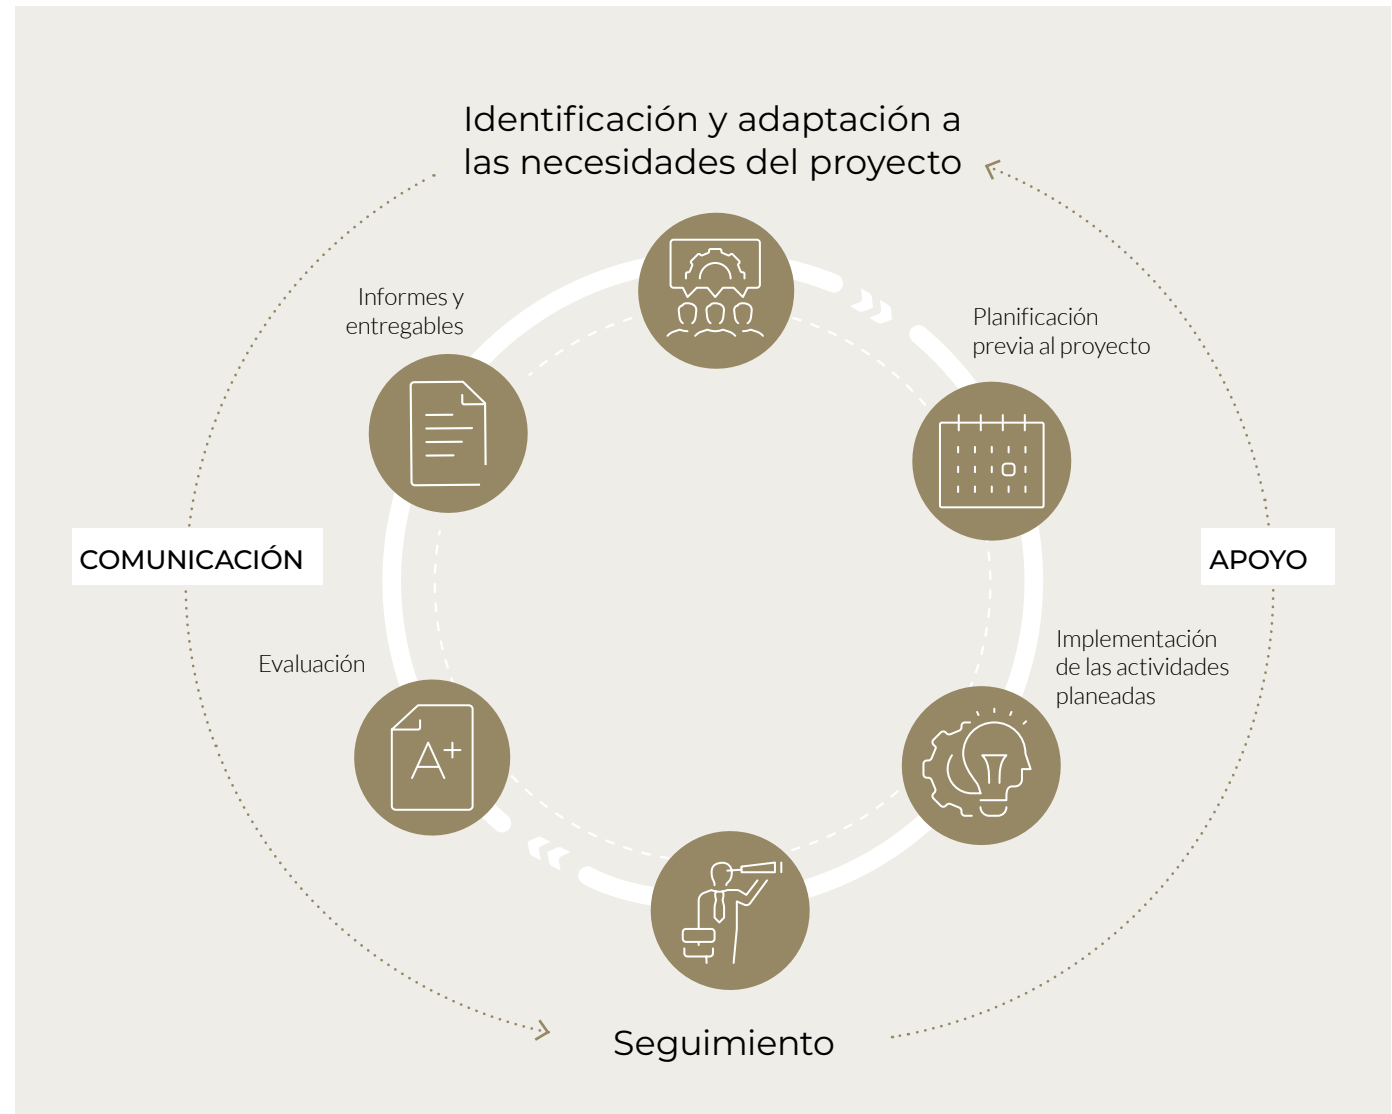 Identificación y adaptación a
las necesidades del proyecto
Informes y
entregables
Planificación
previa al proyecto
COMUNICACIÓN
APOYO
Evaluación
Implementación
de las actividades
planeadas
A+
Seguimiento